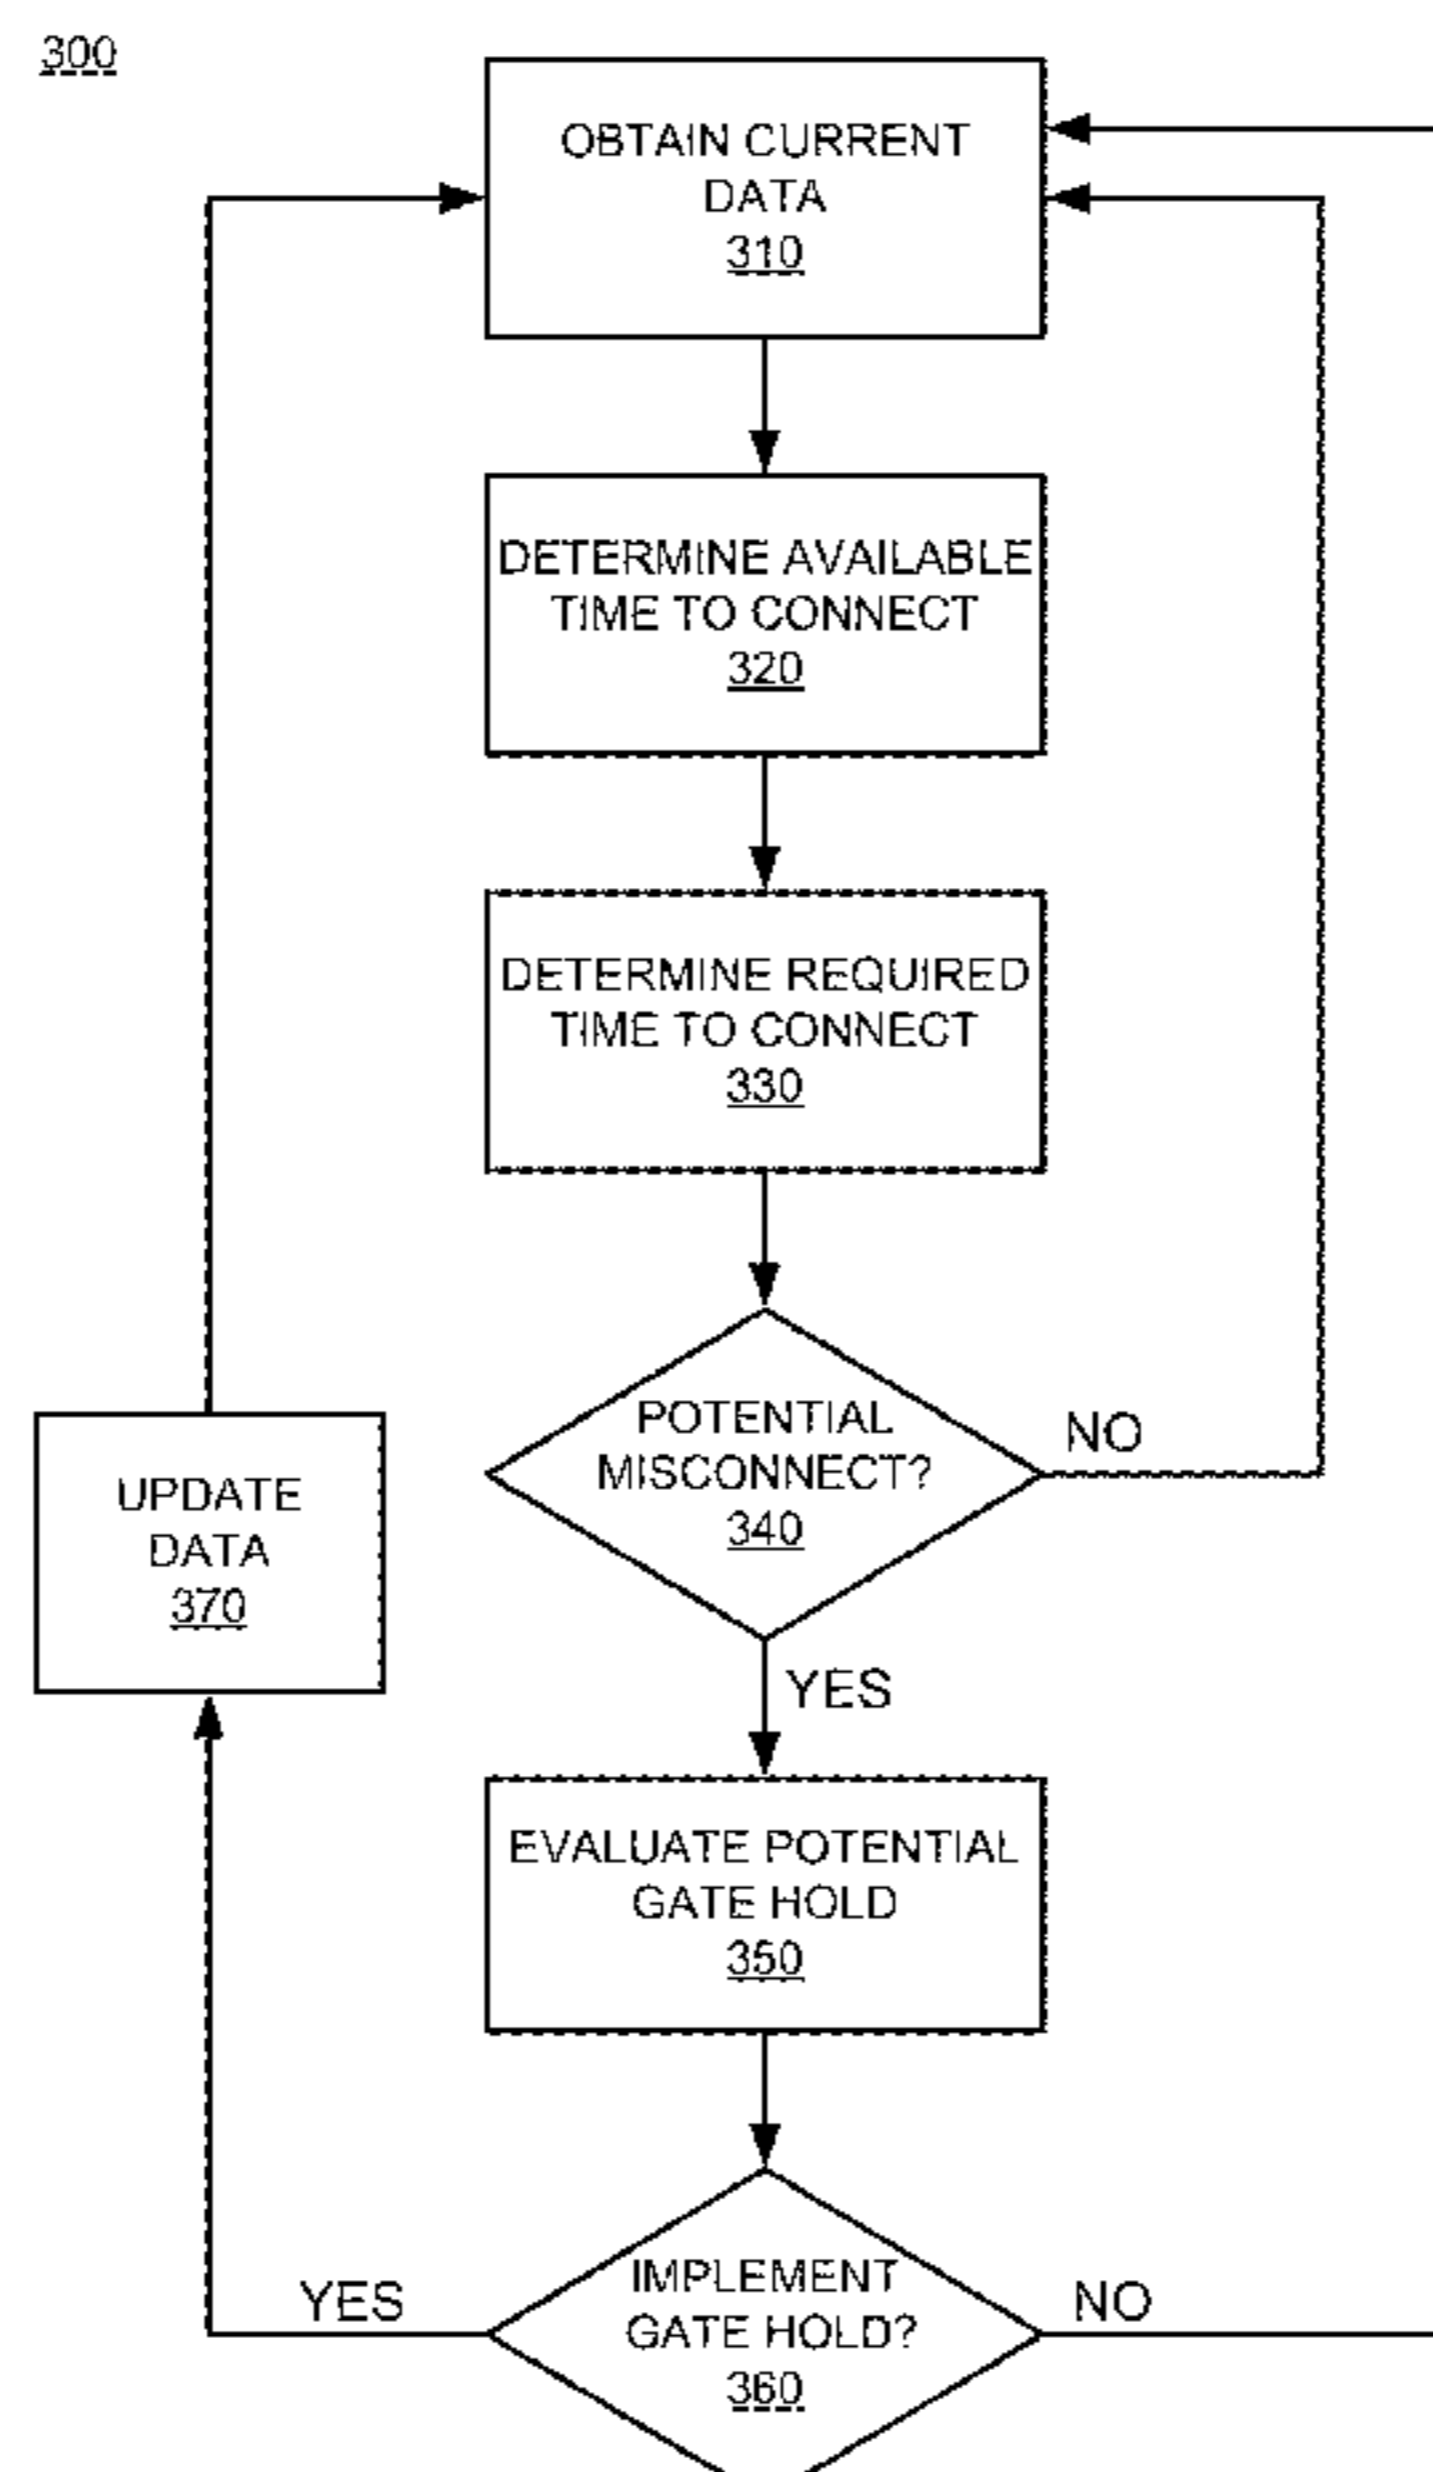 300
OBTAIN CURRENT
DATA
310
DETERMINE AVAILABLE
TIME TO CONNECT
320
DETERMINE REQUIRED
TIME TO CONNECT
330
POTENTIAL
MISCONNECT?
340
NO
UPDATE
DATA
370
YES
EVALUATE POTENTIAL
GATE HOLD
350
IMPLEMENT
GATE HOLD?
360
YES
NO